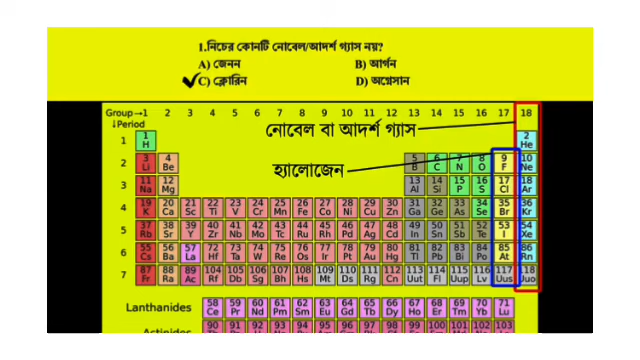 1.নিচের কোনটি নোবেল/আদর্শ গ্যাস নয়?
A) জেনন B) আর্গন
C) ক্লোরিন D) অগ্নেসান
Group→1 2 3 4 5 6 7 8 9 10 11 12 13 14 15 16 17 18
↓Period
নোবেল বা আদর্শ গ্যাস
1 1 2
H He
হ্যালোজেন
2 3 4 5 6 7 8 9 10
Li Be B C N O F Ne
3 11 12 13 14 15 16 17 18
Na Mg Al Si P S Cl Ar
4 19 20 21 22 23 24 25 26 27 28 29 30 31 32 33 34 35 36
K Ca Sc Ti V Cr Mn Fe Co Ni Cu Zn Ga Ge As Se Br Kr
5 37 38 39 40 41 42 43 44 45 46 47 48 49 50 51 52 53 54
Rb Sr Y Zr Nb Mo Tc Ru Rh Pd Ag Cd In Sn Sb Te I Xe
6 55 56 57 72 73 74 75 76 77 78 79 80 81 82 83 84 85 86
Cs Ba La Hf Ta W Re Os Ir Pt Au Hg Tl Pb Bi Po At Rn
7 87 88 89 104 105 106 107 108 109 110 111 112 113 114 115 116 117 118
Fr Ra Ac Rf Db Sg Bh Hs Mt Ds Rg Cn Uut Fl Uup Lv Uus Uuo
Lanthanides 58 59 60 61 62 63 64 65 66 67 68 69 70 71
Ce Pr Nd Pm Sm Eu Gd Tb Dy Ho Er Tm Yb Lu
Actinides 90 91 92 93 94 95 96 97 98 99 100 101 102 103